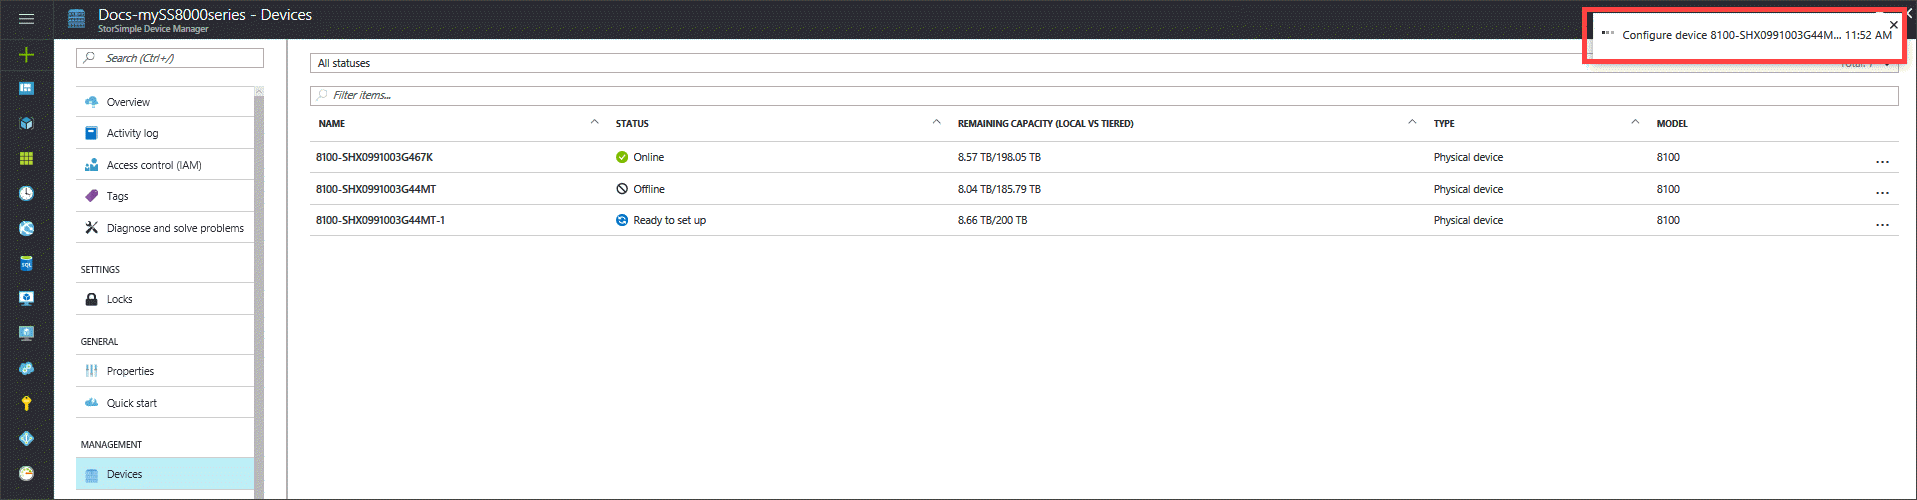 Docs-mySS8000series - Devices
StorSimple Device Manager
Configure device 8100-SHX0991003G44M... 11:52 AM
Search (Ctrl+/)
Overview
Activity log
Access control (IAM)
Tags
Diagnose and solve problems
SETTINGS
Locks
GENERAL
Properties
Quick start
MANAGEMENT
Devices
All statuses
Filter items...
NAME STATUS REMAINING CAPACITY (LOCAL VS TIERED) TYPE MODEL
8100-SHX0991003G467K Online 8.57 TB/198.05 TB Physical device 8100 ...
8100-SHX0991003G44MT Offline 8.04 TB/185.79 TB Physical device 8100 ...
8100-SHX0991003G44MT-1 Ready to set up 8.66 TB/200 TB Physical device 8100 ...
SQL